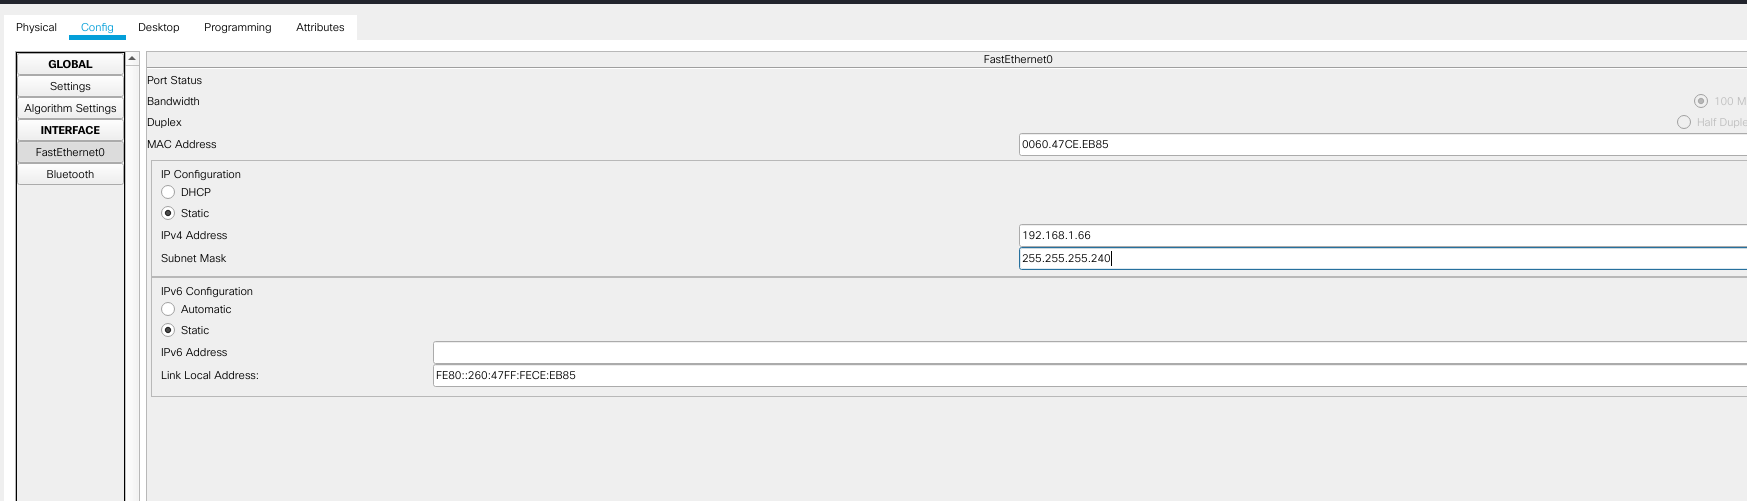 Physical Config Desktop Programming Attributes
GLOBAL
Settings
Algorithm Settings
INTERFACE
FastEthernet0
Bluetooth
FastEthernet0
Port Status
Bandwidth 100 M
Duplex Half Duple
MAC Address 0060.47CE.EB85
IP Configuration
DHCP
Static
IPv4 Address 192.168.1.66
Subnet Mask 255.255.255.240
IPv6 Configuration
Automatic
Static
IPv6 Address
Link Local Address: FE80::260:47FF:FECE:EB85